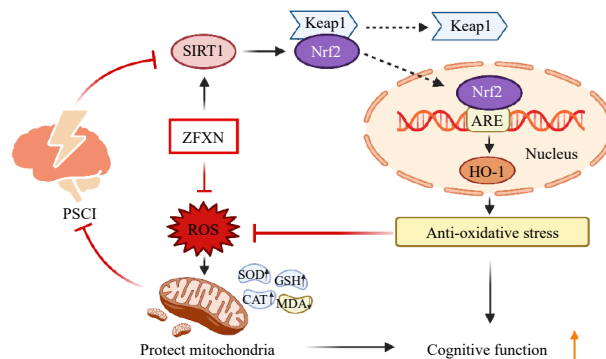 Keap1
Keap1
SIRT1
Nrf2
Nrf2
ARE
ZFXN
Nucleus
HO-1
PSCI
ROS
Anti-oxidative stress
SOD
GSH
CAT
MDA
Protect mitochondria
Cognitive function